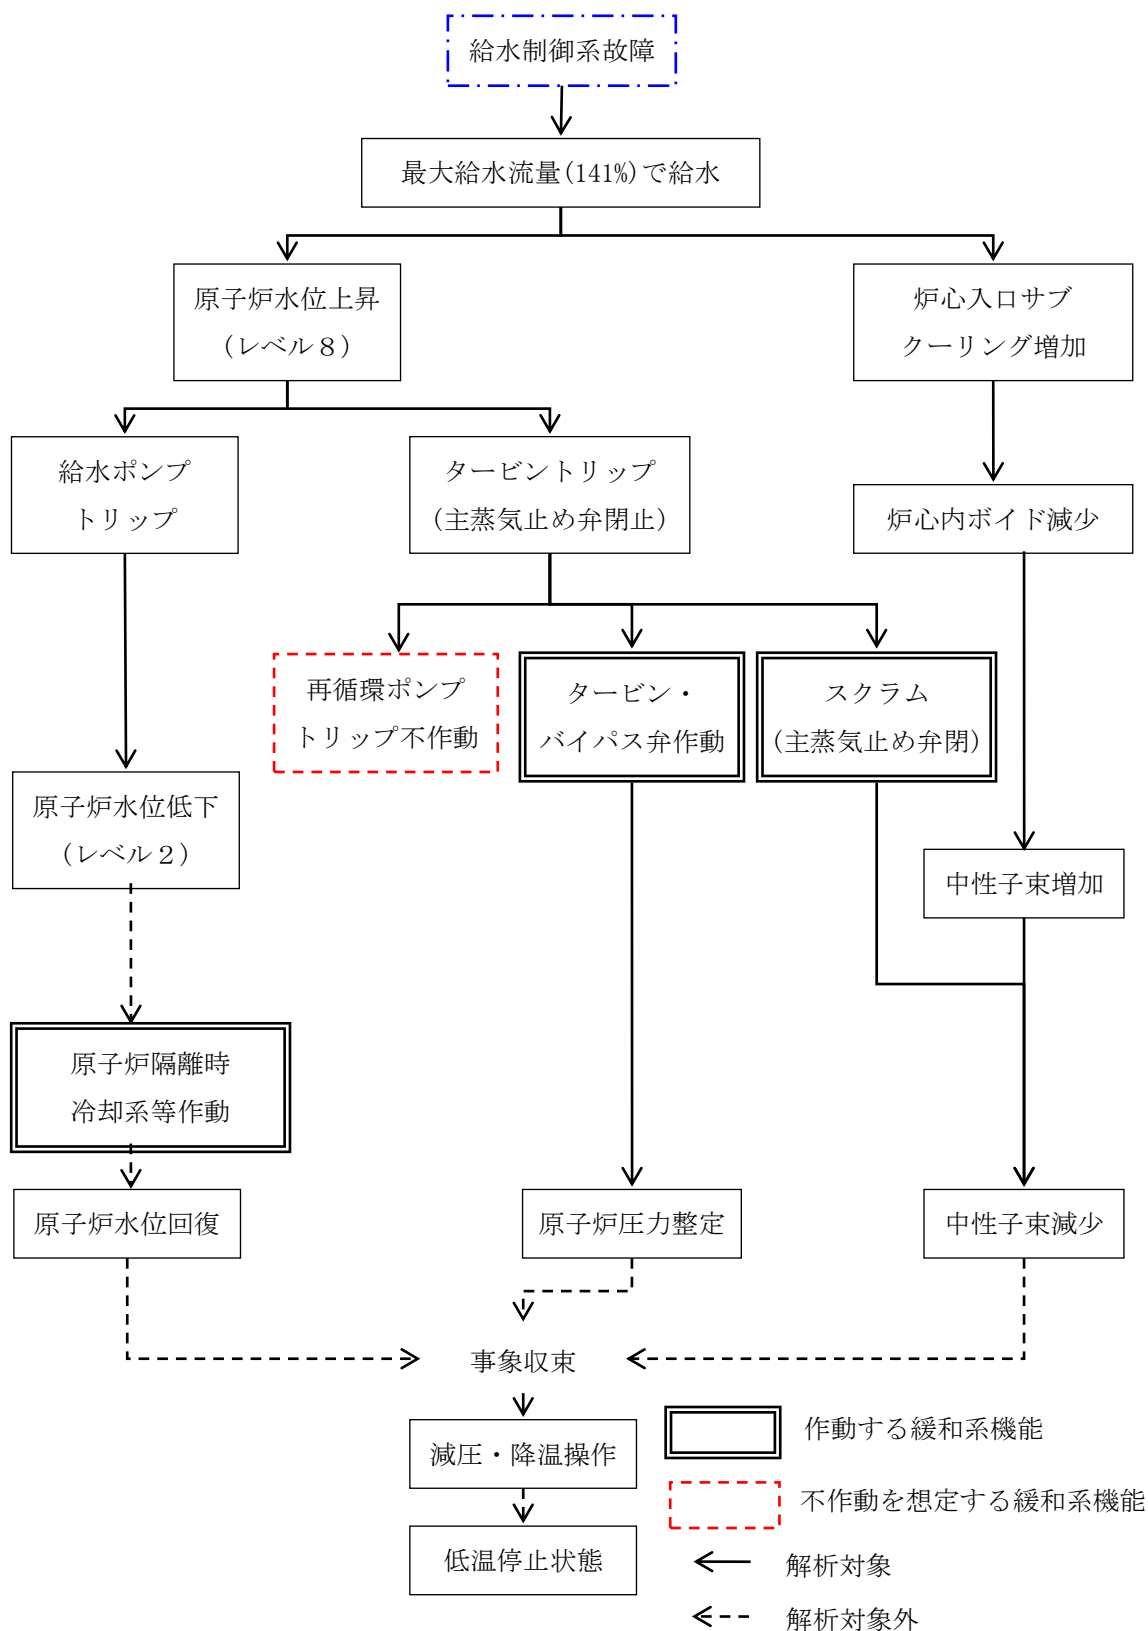 給水制御系故障
最大給水流量(141%)で給水
原子炉水位上昇
(レベル８)
炉心入口サブ
クーリング増加
給水ポンプ
トリップ
タービントリップ
(主蒸気止め弁閉止)
炉心内ボイド減少
再循環ポンプ
トリップ不作動
タービン・
バイパス弁作動
スクラム
(主蒸気止め弁閉)
原子炉水位低下
(レベル２)
中性子束増加
原子炉隔離時
冷却系等作動
原子炉水位回復
原子炉圧力整定
中性子束減少
事象収束
減圧・降温操作
低温停止状態
作動する緩和系機能
不作動を想定する緩和系機能
解析対象
解析対象外